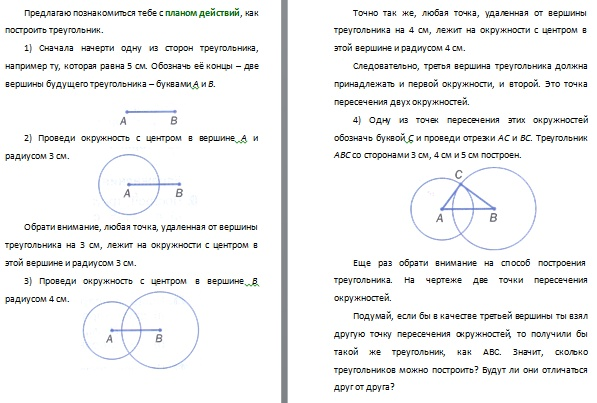 Предлагаю познакомиться тебе с планом действий, как
построить треугольник.
1) Сначала начерти одну из сторон треугольника,
например ту, которая равна 5 см. Обозначь её концы – две
вершины будущего треугольника – буквами А и В.
A B
2) Проведи окружность с центром в вершине А и
радиусом 3 см.
A B
Обрати внимание, любая точка, удаленная от вершины
треугольника на 3 см, лежит на окружности с центром в
этой вершине и радиусом 3 см.
3) Проведи окружность с центром в вершине В
радиусом 4 см.
A B
Точно так же, любая точка, удаленная от вершины
треугольника на 4 см, лежит на окружности с центром в
этой вершине и радиусом 4 см.
Следовательно, третья вершина треугольника должна
принадлежать и первой окружности, и второй. Это точка
пересечения двух окружностей.
4) Одну из точек пересечения этих окружностей
обозначь буквой С и проведи отрезки АС и ВС. Треугольник
АВС со сторонами 3 см, 4 см и 5 см построен.
C
A B
Еще раз обрати внимание на способ построения
треугольника. На чертеже две точки пересечения
окружностей.
Подумай, если бы в качестве третьей вершины ты взял
другую точку пересечения окружностей, то получили бы
такой же треугольник, как АВС. Значит, сколько
треугольников можно построить? Будут ли они отличаться
друг от друга?